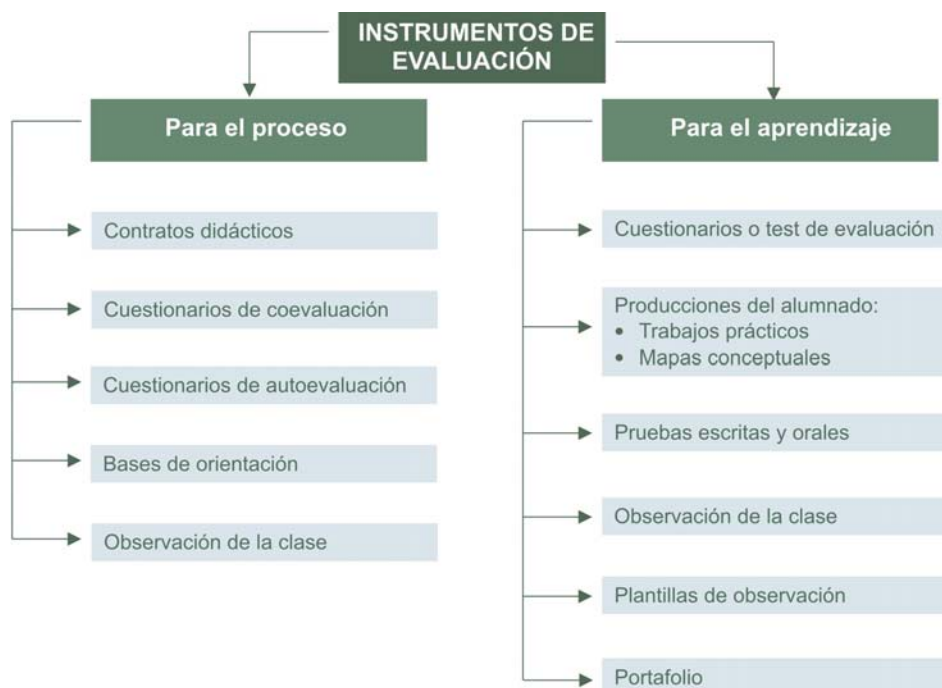 INSTRUMENTOS DE
EVALUACIÓN
Para el proceso
Contratos didácticos
Cuestionarios de coevaluación
Cuestionarios de autoevaluación
Bases de orientación
Observación de la clase
Para el aprendizaje
Cuestionarios o test de evaluación
Producciones del alumnado:
• Trabajos prácticos
• Mapas conceptuales
Pruebas escritas y orales
Observación de la clase
Plantillas de observación
Portafolio